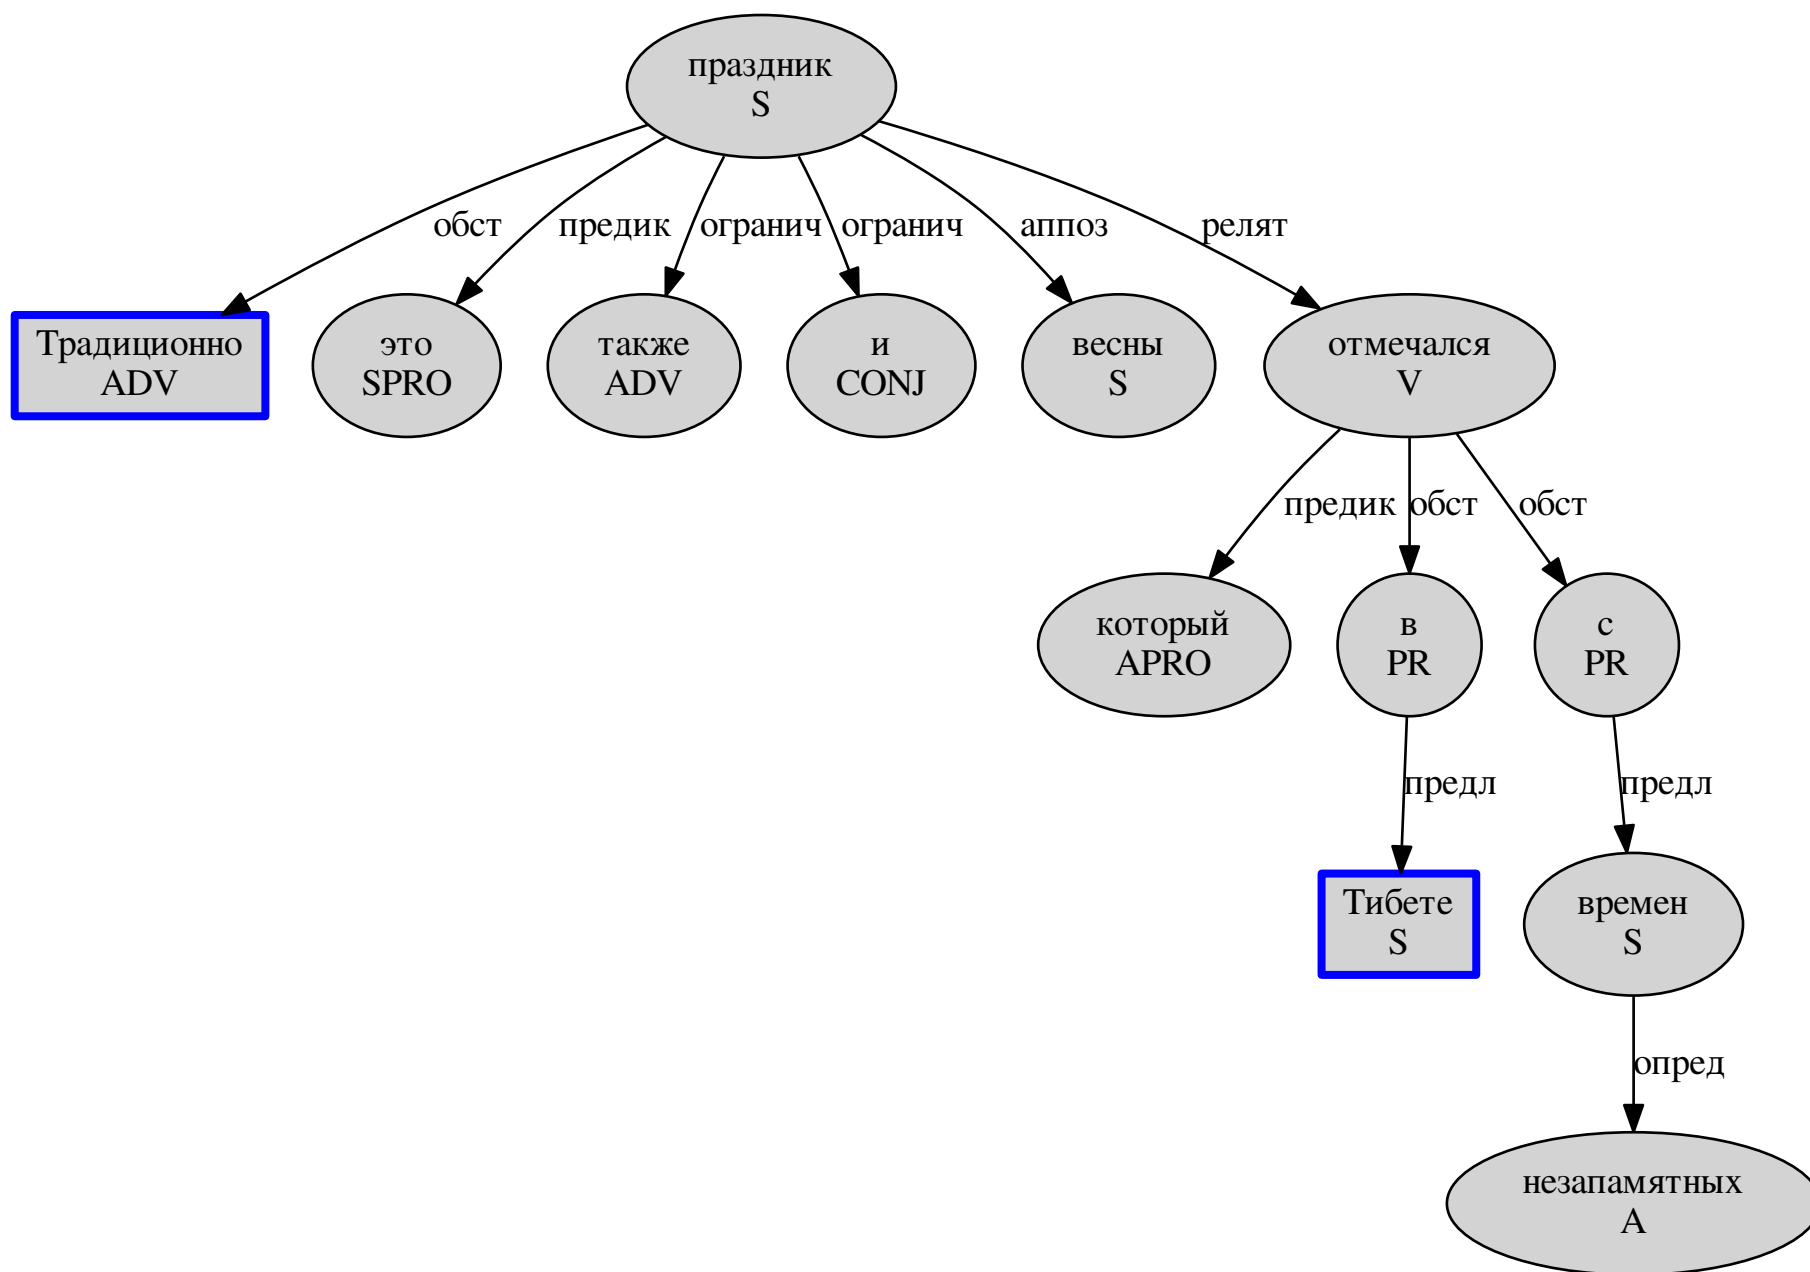 праздник
S
обст
предик
огранич
огранич
аппоз
релят
Традиционно
ADV
это
SPRO
также
ADV
и
CONJ
весны
S
отмечался
V
предик
обст
обст
который
APRO
в
PR
с
PR
предл
предл
Тибете
S
времен
S
опред
незапамятных
A